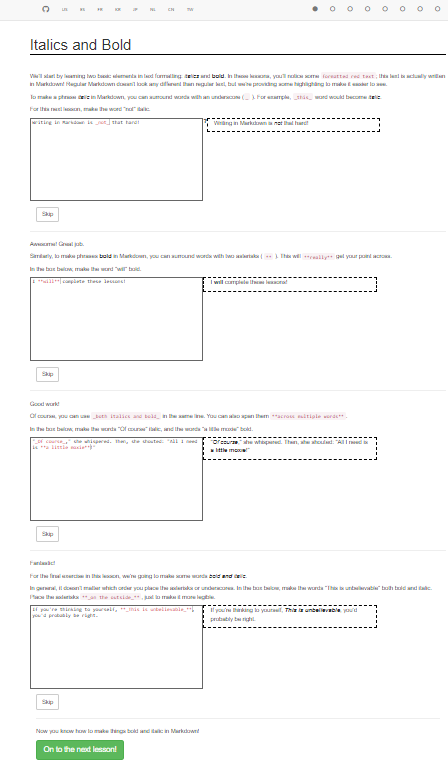 US ES FR KR JP NL CN TW
Italics and Bold
We'll start by learning two basic elements in text formatting: italics and bold. In these lessons, you'll notice some formatted red text, this text is actually written
in Markdown! Regular Markdown doesn't look any different than regular text, but we're providing some highlighting to make it easier to see.
To make a phrase italic in Markdown, you can surround words with an underscore ( _ ). For example, _this_ word would become italic.
For this next lesson, make the word "not" italic.
Writing in Markdown is _not_ that hard!
Writing in Markdown is not that hard!
Skip
Awesome! Great job.
Similarly, to make phrases bold in Markdown, you can surround words with two asterisks ( ** ). This will **really** get your point across.
In the box below, make the word "will" bold.
I **will** complete these lessons!
I will complete these lessons!
Skip
Good work!
Of course, you can use _both italics and bold_ in the same line. You can also span them **across multiple words**.
In the box below, make the words "Of course" italic, and the words "a little moxie" bold.
"_Of course_," she whispered. Then, she shouted: "All I need
is **a little moxie**!"
"Of course," she whispered. Then, she shouted: "All I need is
a little moxie!"
Skip
Fantastic!
For the final exercise in this lesson, we're going to make some words bold and italic.
In general, it doesn't matter which order you place the asterisks or underscores. In the box below, make the words "This is unbelievable" both bold and italic.
Place the asterisks **_on the outside_**, just to make it more legible.
If you're thinking to yourself, **_This is unbelievable_**,
you'd probably be right.
If you're thinking to yourself, This is unbelievable, you'd
probably be right.
Skip
Now you know how to make things bold and italic in Markdown!
On to the next lesson!